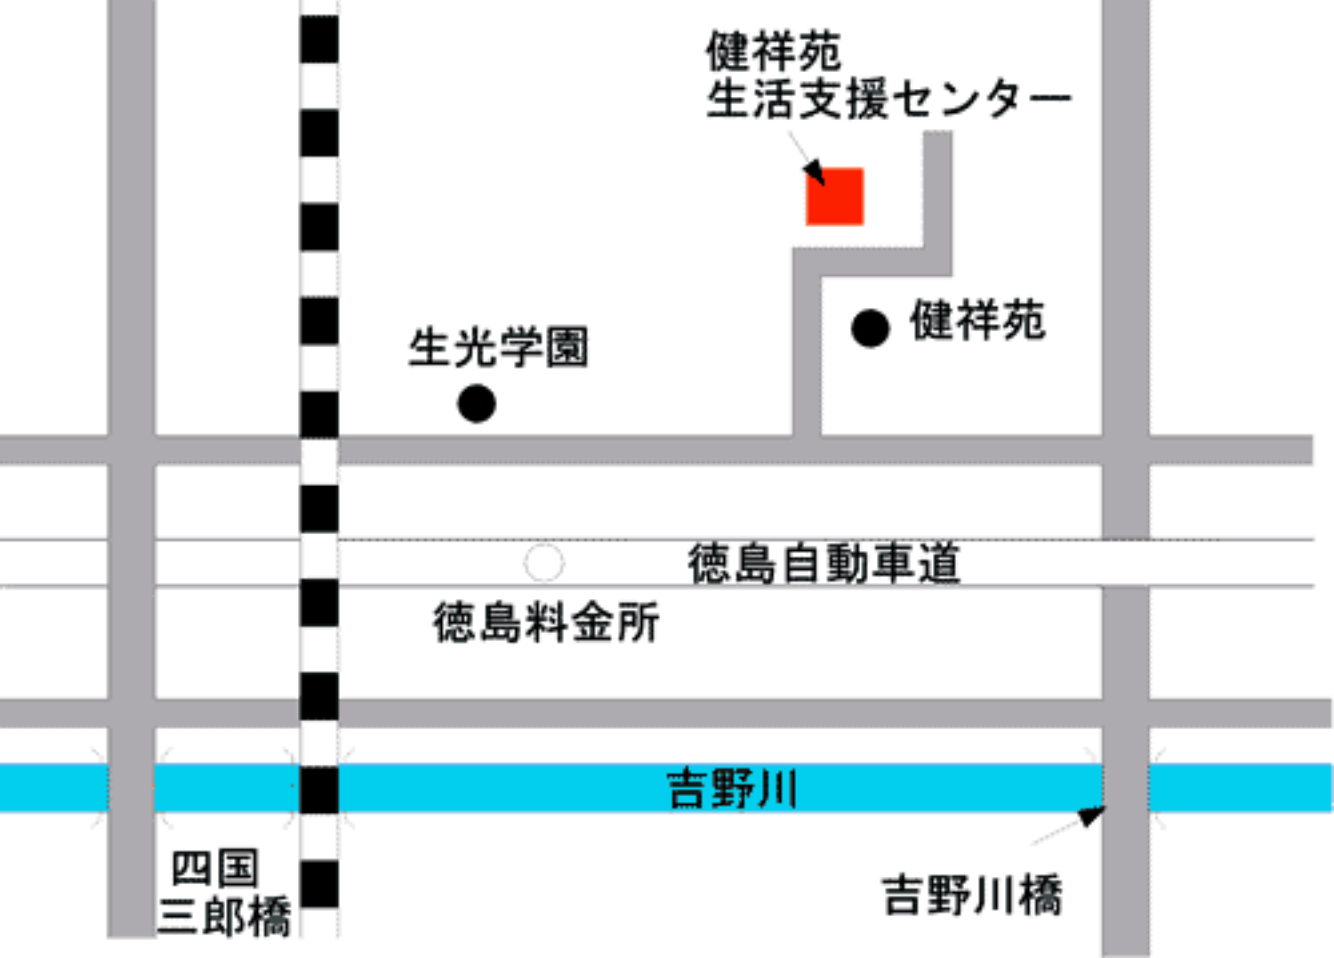 健祥苑
生活支援センター
健祥苑
生光学園
徳島自動車道
徳島料金所
吉野川
四国
三郎橋
吉野川橋